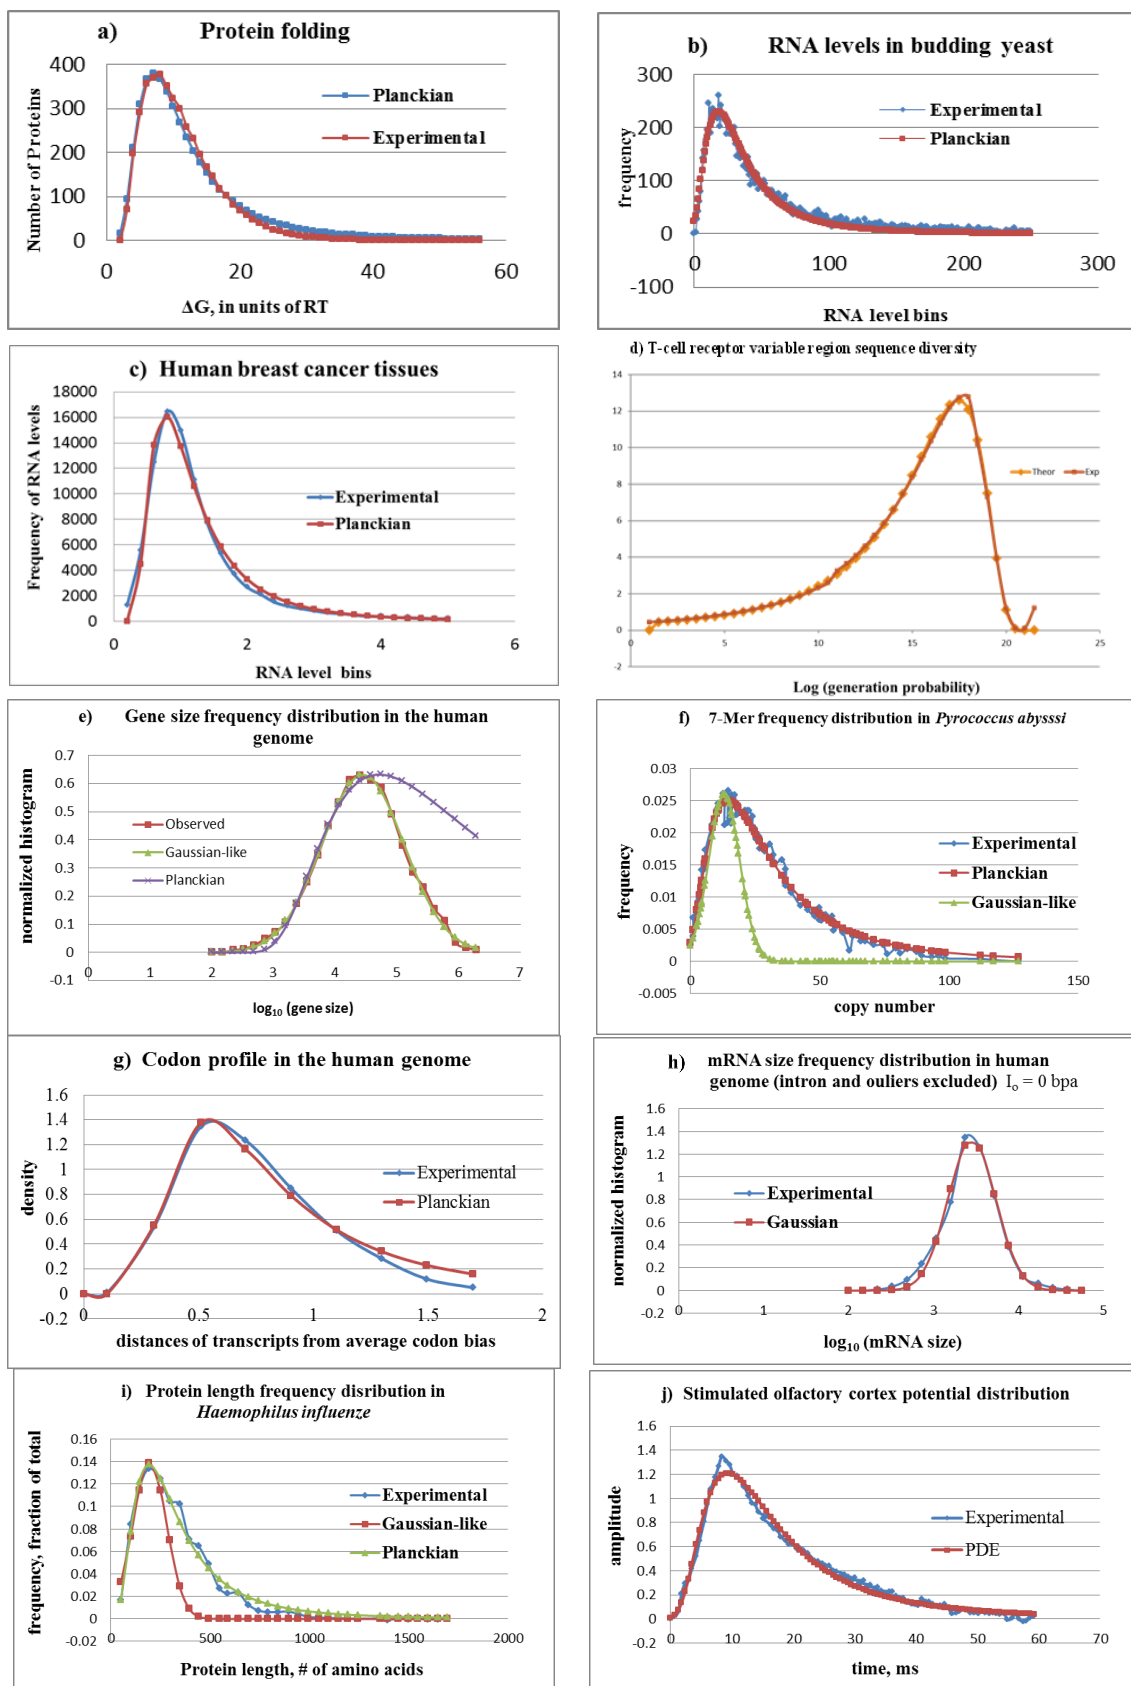 a) Protein folding
400
300
200
100
0
0 20 40 60
Number of Proteins
ΔG, in units of RT
Planckian
Experimental
b) RNA levels in budding yeast
300
200
100
0
-100
0 100 200 300
frequency
RNA level bins
Experimental
Planckian
c) Human breast cancer tissues
18000
16000
14000
12000
10000
8000
6000
4000
2000
0
0 2 4 6
Frequency of RNA levels
RNA level bins
Experimental
Planckian
d) T-cell receptor variable region sequence diversity
14
12
10
8
6
4
2
0
-2
0 5 10 15 20 25
Log (generation probability)
Theor Exp
e) Gene size frequency distribution in the human
genome
0.7
0.6
0.5
0.4
0.3
0.2
0.1
0
-0.1
0 1 2 3 4 5 6 7
normalized histogram
log₁₀ (gene size)
Observed
Gaussian-like
Planckian
f) 7-Mer frequency distribution in Pyrococcus abysssi
0.03
0.025
0.02
0.015
0.01
0.005
0
-0.005
0 50 100 150
frequency
copy number
Experimental
Planckian
Gaussian-like
g) Codon profile in the human genome
1.6
1.4
1.2
1
0.8
0.6
0.4
0.2
0
-0.2
0 0.5 1 1.5 2
density
distances of transcripts from average codon bias
Experimental
Planckian
h) mRNA size frequency distribution in human
genome (intron and ouliers excluded) Iₒ = 0 bpa
1.6
1.4
1.2
1
0.8
0.6
0.4
0.2
0
-0.2
0 1 2 3 4 5
normalized histogram
log₁₀ (mRNA size)
Experimental
Gaussian
i) Protein length frequency disribution in
Haemophilus influenze
0.16
0.14
0.12
0.1
0.08
0.06
0.04
0.02
0
-0.02
0 500 1000 1500 2000
frequency, fraction of total
Protein length, # of amino acids
Experimental
Gaussian-like
Planckian
j) Stimulated olfactory cortex potential distribution
1.6
1.4
1.2
1
0.8
0.6
0.4
0.2
0
-0.2
0 10 20 30 40 50 60 70
amplitude
time, ms
Experimental
PDE